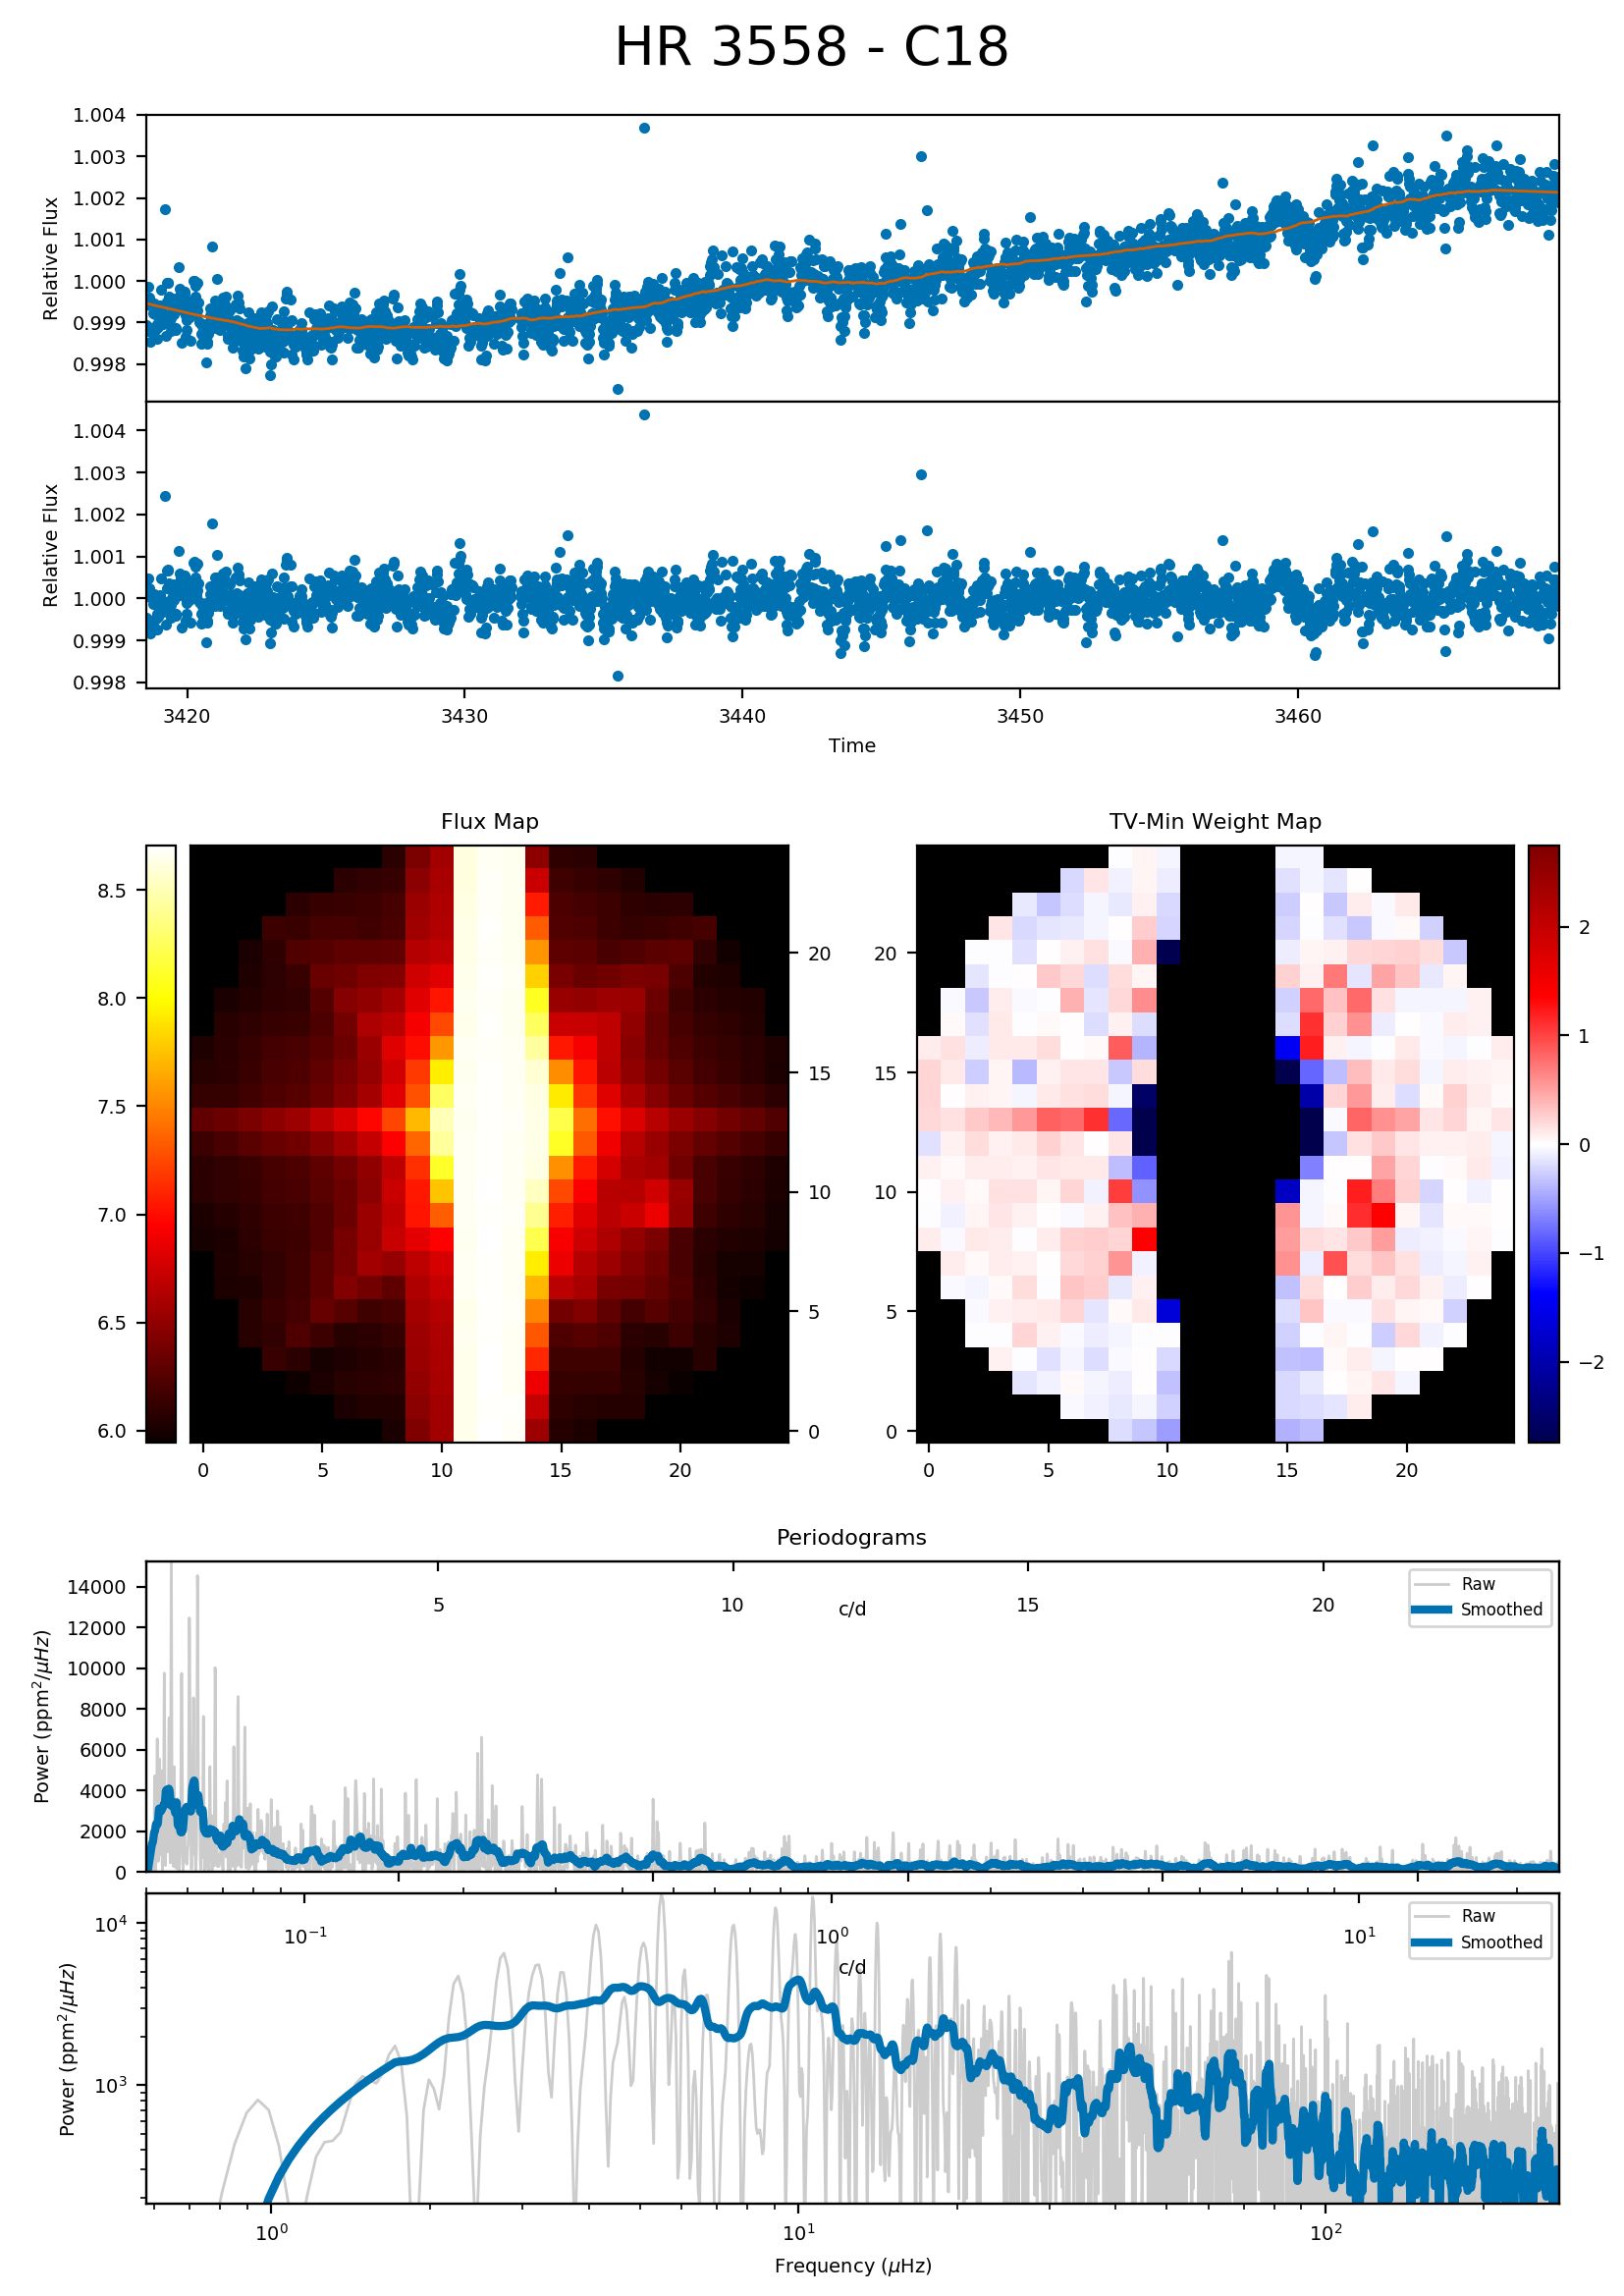 HR 3558 - C18
1.004
1.003
1.002
1.001
1.000
0.999
0.998
Relative Flux
1.004
1.003
1.002
1.001
1.000
0.999
0.998
Relative Flux
3420 3430 3440 3450 3460
Time
Flux Map
TV-Min Weight Map
8.5
8.0
7.5
7.0
6.5
6.0
20
15
10
5
0
0 5 10 15 20
20
15
10
5
0
0 5 10 15 20
2
1
0
−1
−2
Periodograms
14000
12000
10000
8000
6000
4000
2000
0
Power (ppm²/μHz)
5 10 15 20
c/d
Raw
Smoothed
10⁴
10³
Power (ppm²/μHz)
10⁻¹ 10⁰ 10¹
c/d
Raw
Smoothed
10⁰ 10¹ 10²
Frequency (μHz)